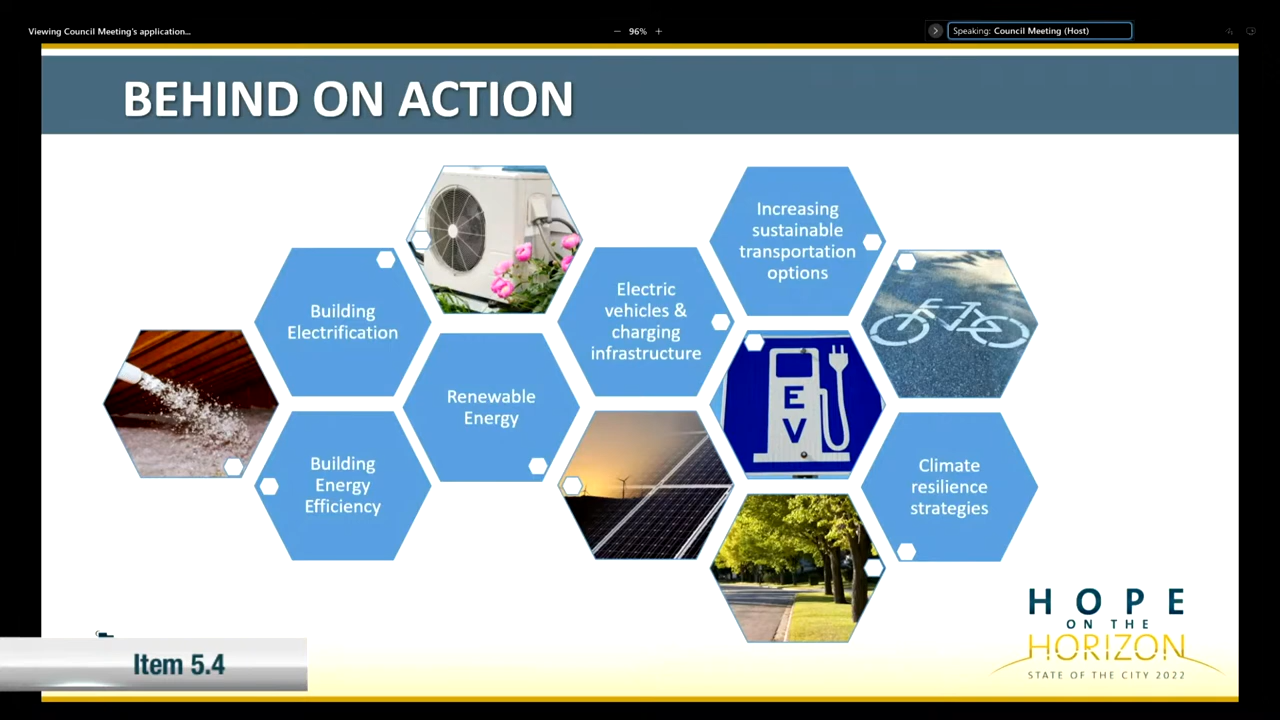 Viewing Council Meeting's application...
96%
Speaking: Council Meeting (Host)
BEHIND ON ACTION
Increasing
sustainable
transportation
options
Building
Electrification
Electric
vehicles &
charging
infrastructure
Renewable
Energy
E
V
Building
Energy
Efficiency
Climate
resilience
strategies
HOPE
ON THE
HORIZON
STATE OF THE CITY 2022
Item 5.4